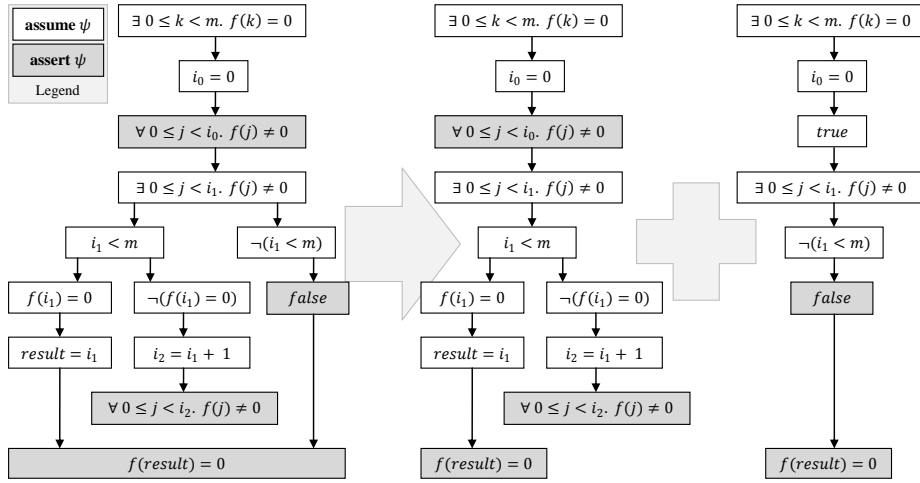 assume ψ
assert ψ
Legend
∃ 0 ≤ k < m. f(k) = 0
i₀ = 0
∀ 0 ≤ j < i₀. f(j) ≠ 0
∃ 0 ≤ j < i₁. f(j) ≠ 0
i₁ < m
¬(i₁ < m)
f(i₁) = 0
¬(f(i₁) = 0)
false
result = i₁
i₂ = i₁ + 1
∀ 0 ≤ j < i₂. f(j) ≠ 0
f(result) = 0
∃ 0 ≤ k < m. f(k) = 0
i₀ = 0
∀ 0 ≤ j < i₀. f(j) ≠ 0
∃ 0 ≤ j < i₁. f(j) ≠ 0
i₁ < m
f(i₁) = 0
¬(f(i₁) = 0)
result = i₁
i₂ = i₁ + 1
∀ 0 ≤ j < i₂. f(j) ≠ 0
f(result) = 0
∃ 0 ≤ k < m. f(k) = 0
i₀ = 0
true
∃ 0 ≤ j < i₁. f(j) ≠ 0
¬(i₁ < m)
false
f(result) = 0